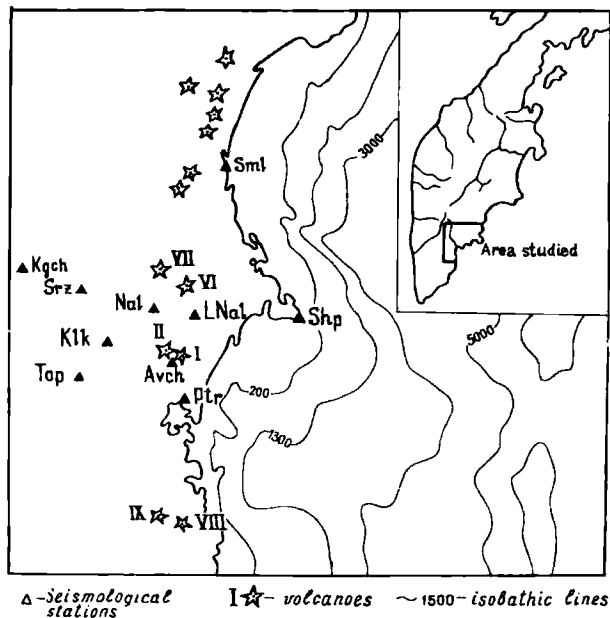 3000
Sml
Area studied
Kgch
VII
Srz
VI
Nal
LNal
Shp
5000
Klk
II
I
Avch
Top
Ptr
200
1300
IX
VIII
△ -Seismological stations
I ☆ - volcanoes
~1500- isobathic lines